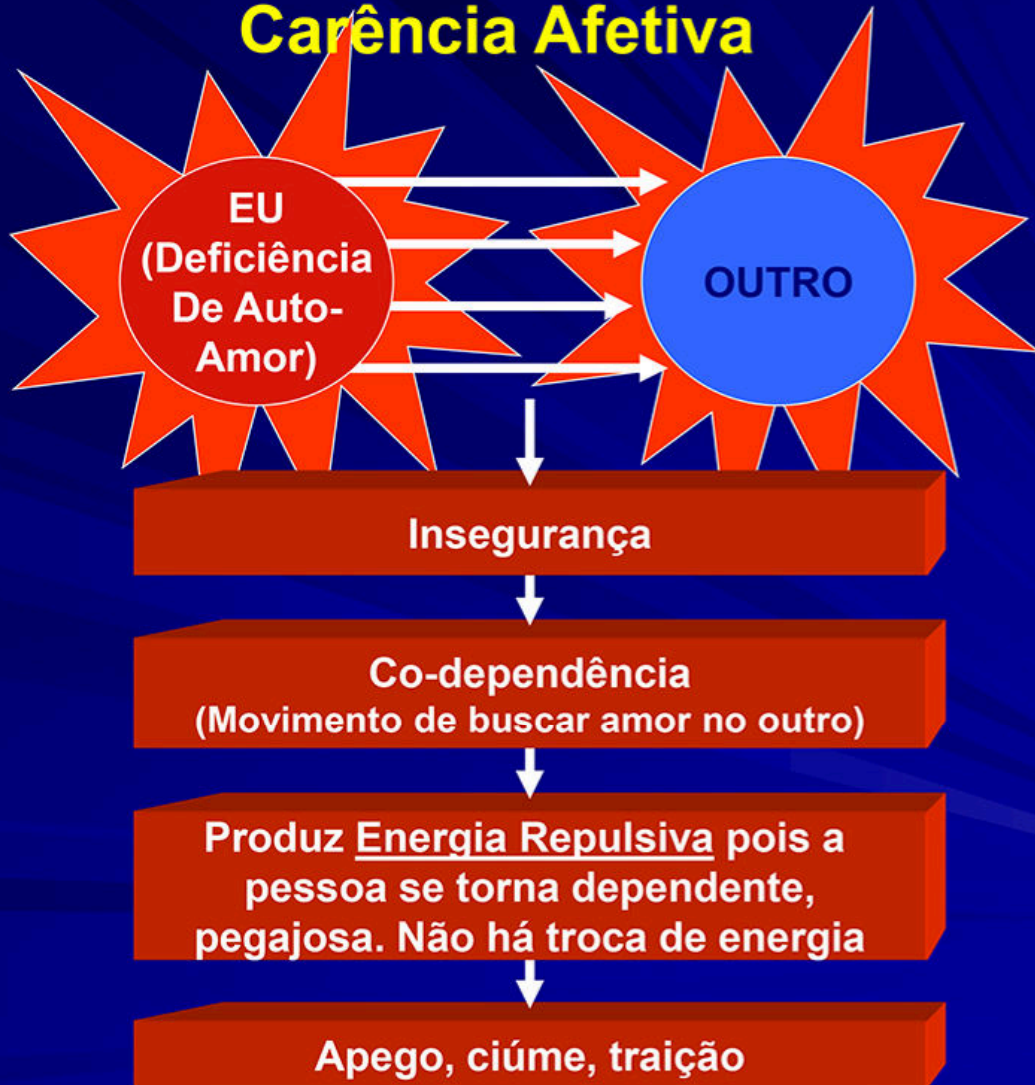 Carência Afetiva
EU
(Deficiência
De Auto-
Amor)
OUTRO
Insegurança
Co-dependência
(Movimento de buscar amor no outro)
Produz Energia Repulsiva pois a
pessoa se torna dependente,
pegajosa. Não há troca de energia
Apego, ciúme, traição